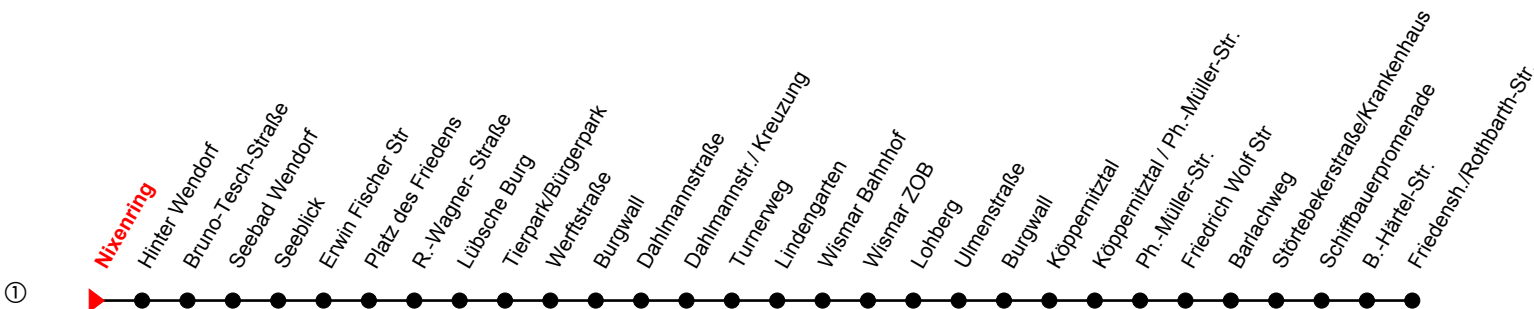 Nixenring
Hinter Wendorf
Bruno-Tesch-Straße
Seebad Wendorf
Seeblick
Erwin Fischer Str
Platz des Friedens
R.-Wagner- Straße
Lübsche Burg
Tierpark/Bürgerpark
Werftstraße
Burgwall
Dahlmannstraße
Dahlmannstr./ Kreuzung
Turnerweg
Lindengarten
Wismar Bahnhof
Wismar ZOB
Lohberg
Ulmenstraße
Burgwall
Köppernitztal
Köppernitztal / Ph.-Müller-Str.
Ph.-Müller-Str.
Friedrich Wolf Str
Barlachweg
Störtebekerstraße/Krankenhaus
Schiffbauerpromenade
B.-Härtel-Str.
Friedensh./Rothbarth-Str.
①